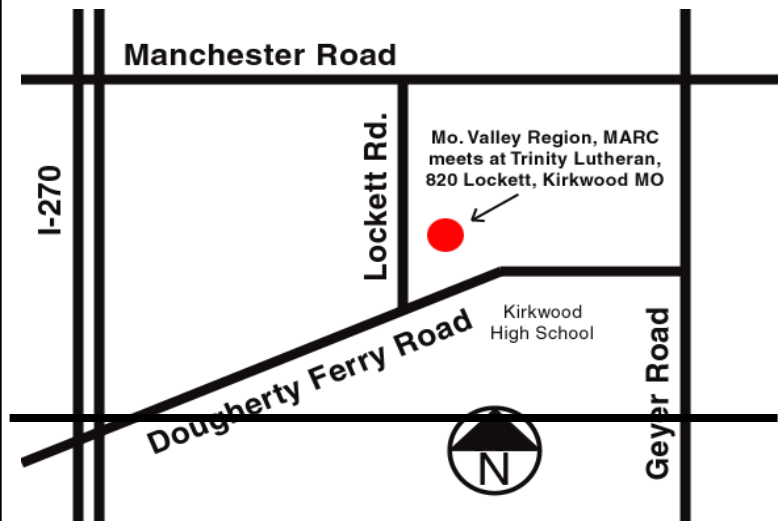 Manchester Road
I-270
Lockett Rd.
Mo. Valley Region, MARC
meets at Trinity Lutheran,
820 Lockett, Kirkwood MO
Kirkwood
High School
Dougherty Ferry Road
Geyer Road
N